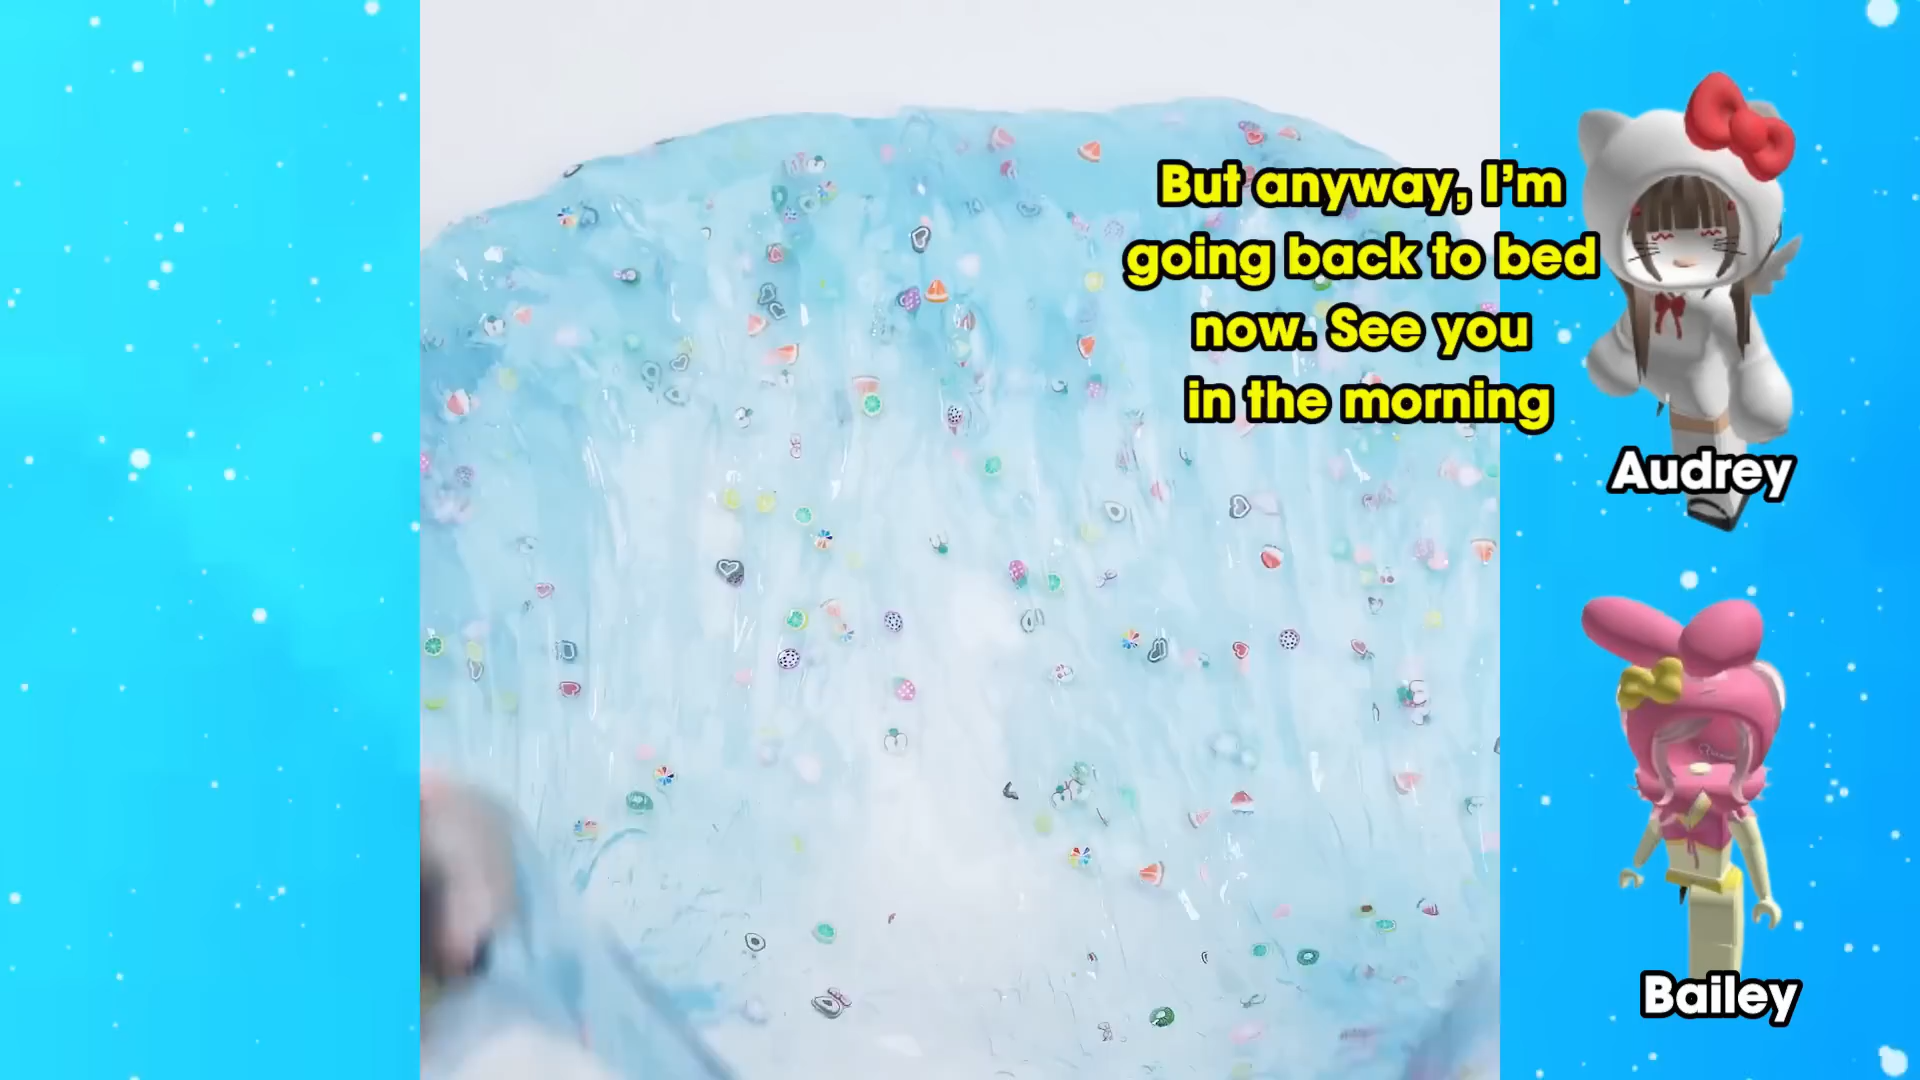 But anyway, I'm
going back to bed
now. See you
in the morning
Audrey
Bailey